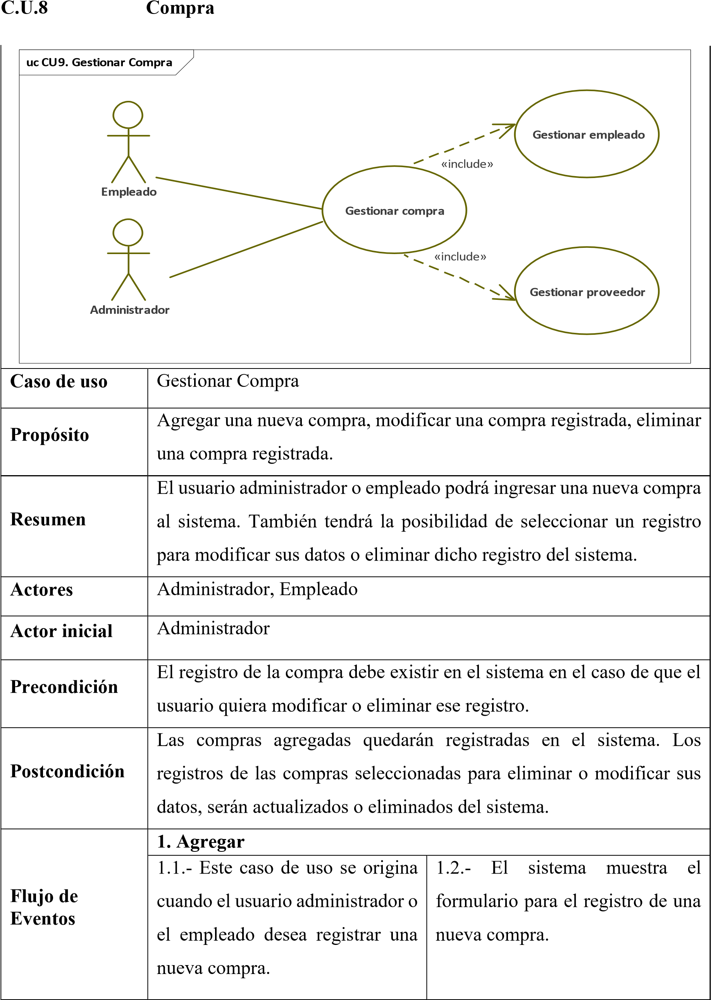 C.U.8 Compra
uc CU9. Gestionar Compra
Gestionar empleado
«include»
Empleado
Gestionar compra
«include»
Gestionar proveedor
Administrador
Caso de uso
Gestionar Compra
Propósito
Agregar una nueva compra, modificar una compra registrada, eliminar
una compra registrada.
Resumen
El usuario administrador o empleado podrá ingresar una nueva compra
al sistema. También tendrá la posibilidad de seleccionar un registro
para modificar sus datos o eliminar dicho registro del sistema.
Actores
Administrador, Empleado
Actor inicial
Administrador
Precondición
El registro de la compra debe existir en el sistema en el caso de que el
usuario quiera modificar o eliminar ese registro.
Postcondición
Las compras agregadas quedarán registradas en el sistema. Los
registros de las compras seleccionadas para eliminar o modificar sus
datos, serán actualizados o eliminados del sistema.
Flujo de
Eventos
1. Agregar
1.1.- Este caso de uso se origina
cuando el usuario administrador o
el empleado desea registrar una
nueva compra.
1.2.- El sistema muestra el
formulario para el registro de una
nueva compra.